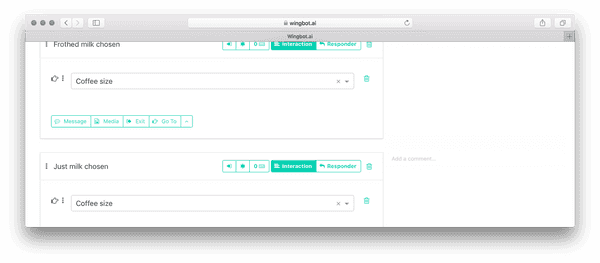 wingbot.ai
Wingbot.ai
Frothed milk chosen 0 Interaction Responder
Coffee size
Message Media Exit Go To
Add a comment...
Just milk chosen 0 Interaction Responder
Coffee size